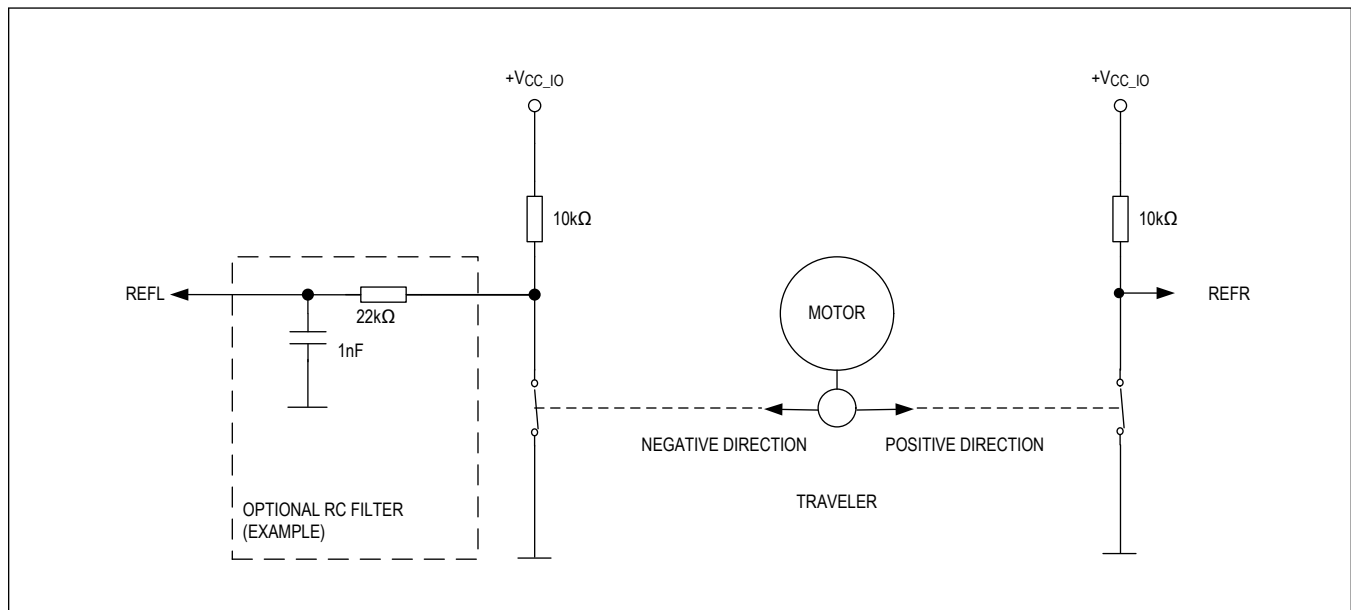 +VCC_IO
+VCC_IO
10kΩ
10kΩ
REFL
22kΩ
1nF
MOTOR
REFR
NEGATIVE DIRECTION
POSITIVE DIRECTION
TRAVELER
OPTIONAL RC FILTER
(EXAMPLE)